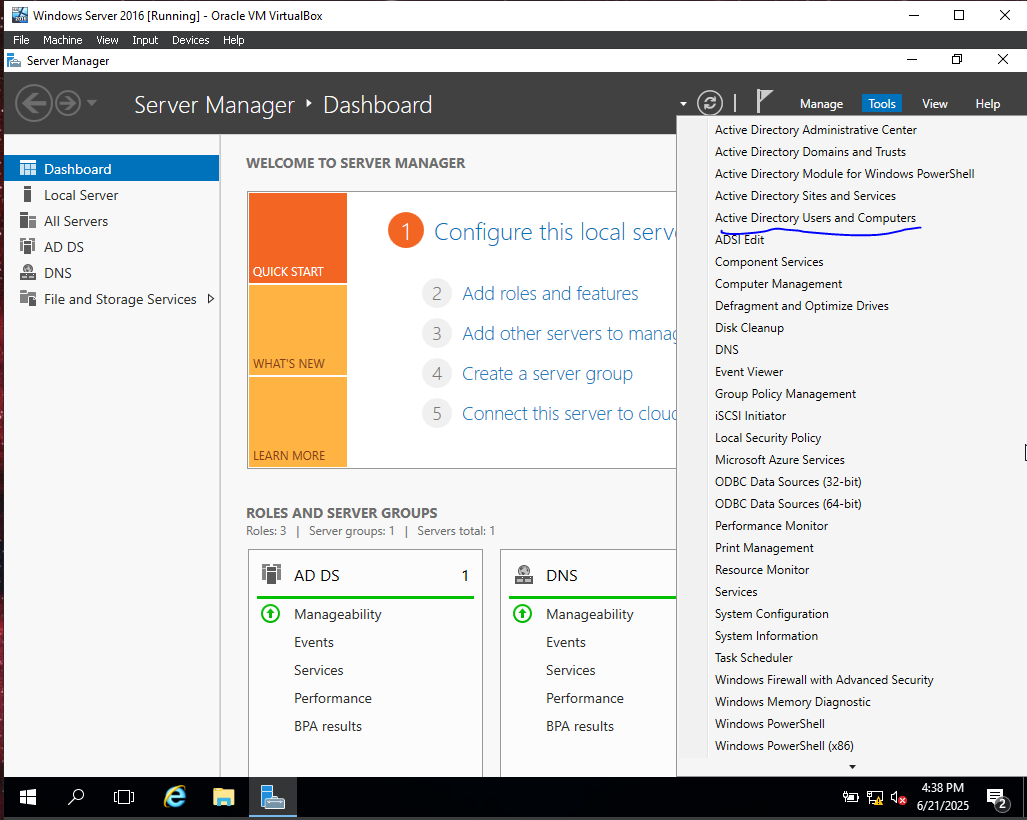 Windows Server 2016 [Running] - Oracle VM VirtualBox
File Machine View Input Devices Help
Server Manager
Server Manager ‣ Dashboard
Manage Tools View Help
Dashboard
Local Server
All Servers
AD DS
DNS
File and Storage Services
WELCOME TO SERVER MANAGER
QUICK START
WHAT'S NEW
LEARN MORE
1 Configure this local serve
2 Add roles and features
3 Add other servers to manag
4 Create a server group
5 Connect this server to cloud
ROLES AND SERVER GROUPS
Roles: 3 | Server groups: 1 | Servers total: 1
AD DS 1
Manageability
Events
Services
Performance
BPA results
DNS
Manageability
Events
Services
Performance
BPA results
Active Directory Administrative Center
Active Directory Domains and Trusts
Active Directory Module for Windows PowerShell
Active Directory Sites and Services
Active Directory Users and Computers
ADSI Edit
Component Services
Computer Management
Defragment and Optimize Drives
Disk Cleanup
DNS
Event Viewer
Group Policy Management
iSCSI Initiator
Local Security Policy
Microsoft Azure Services
ODBC Data Sources (32-bit)
ODBC Data Sources (64-bit)
Performance Monitor
Print Management
Resource Monitor
Services
System Configuration
System Information
Task Scheduler
Windows Firewall with Advanced Security
Windows Memory Diagnostic
Windows PowerShell
Windows PowerShell (x86)
4:38 PM
6/21/2025
2